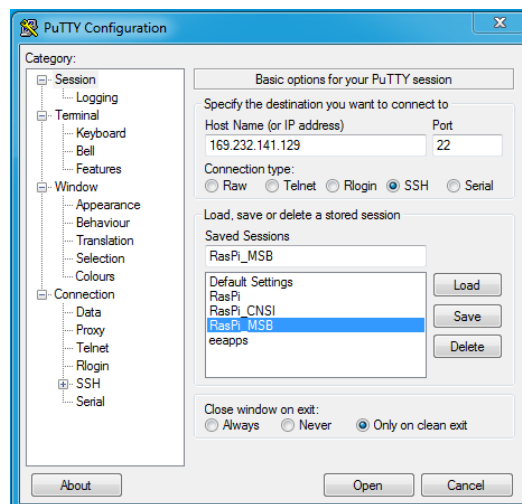 PuTTY Configuration
X
Category:
Session
Logging
Terminal
Keyboard
Bell
Features
Window
Appearance
Behaviour
Translation
Selection
Colours
Connection
Data
Proxy
Telnet
Rlogin
SSH
Serial
Basic options for your PuTTY session
Specify the destination you want to connect to
Host Name (or IP address) Port
169.232.141.129 22
Connection type:
Raw Telnet Rlogin SSH Serial
Load, save or delete a stored session
Saved Sessions
RasPi_MSB
Default Settings
RasPi
RasPi_CNSI
RasPi_MSB
eeapps
Load
Save
Delete
Close window on exit:
Always Never Only on clean exit
About Open Cancel